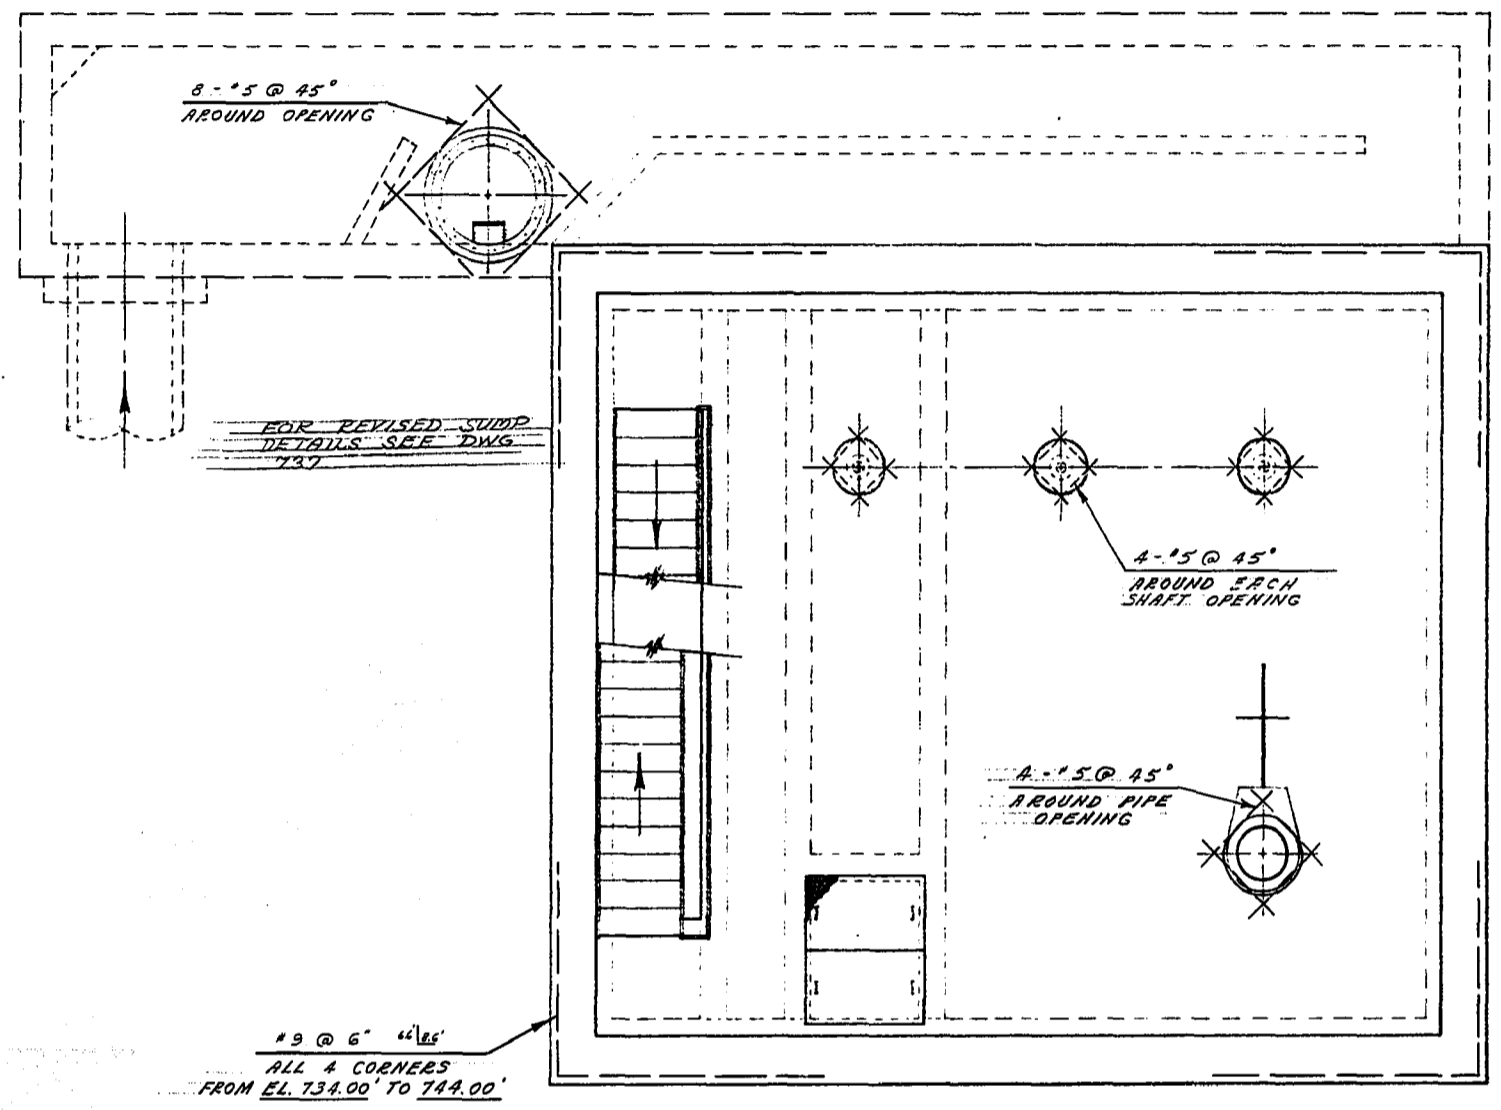 8 - #5 @ 45°
AROUND OPENING
FOR REVISED SUMP
DETAILS SEE DWG
737
4 - #5 @ 45°
AROUND EACH
SHAFT OPENING
4 - #5 @ 45°
AROUND PIPE
OPENING
#9 @ 6"
ALL 4 CORNERS
FROM EL. 734.00' TO 744.00'